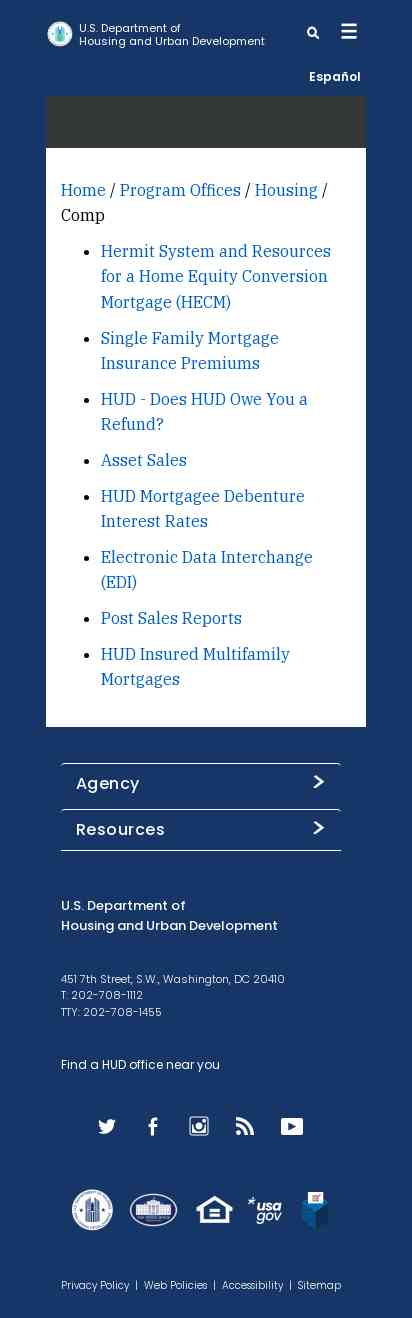 U.S. Department of
Housing and Urban Development
Español
Home / Program Offices / Housing /
Comp
Hermit System and Resources
for a Home Equity Conversion
Mortgage (HECM)
Single Family Mortgage
Insurance Premiums
HUD - Does HUD Owe You a
Refund?
Asset Sales
HUD Mortgagee Debenture
Interest Rates
Electronic Data Interchange
(EDI)
Post Sales Reports
HUD Insured Multifamily
Mortgages
Agency
Resources
U.S. Department of
Housing and Urban Development
451 7th Street, S.W., Washington, DC 20410
T: 202-708-1112
TTY: 202-708-1455
Find a HUD office near you
usa
gov
Privacy Policy | Web Policies | Accessibility | Sitemap